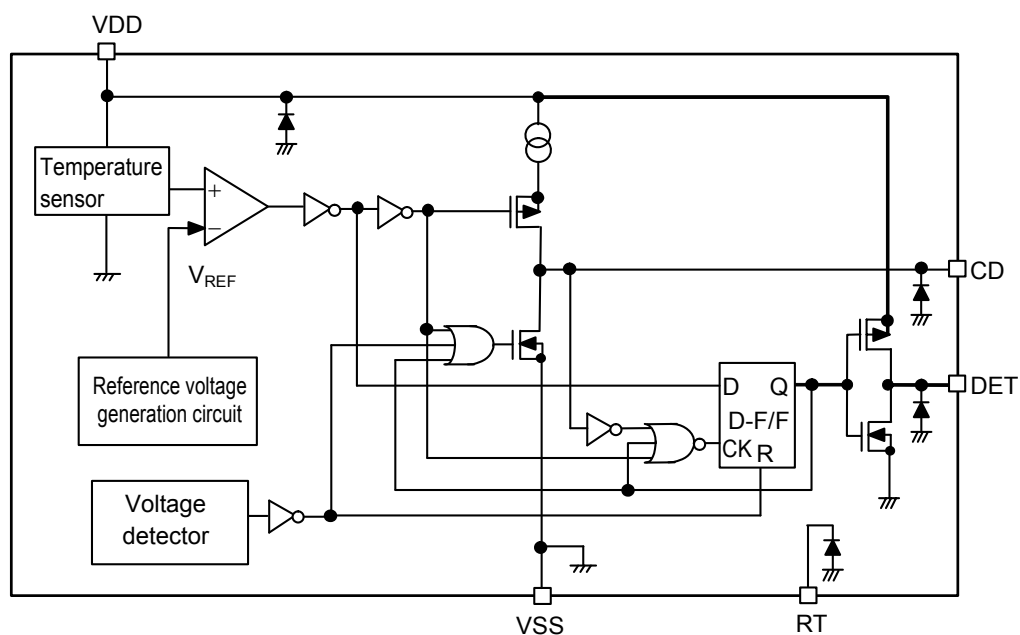 VDD
Temperature
sensor
+
−
VREF
CD
Reference voltage
generation circuit
D Q
D-F/F
CK R
DET
Voltage
detector
VSS
RT